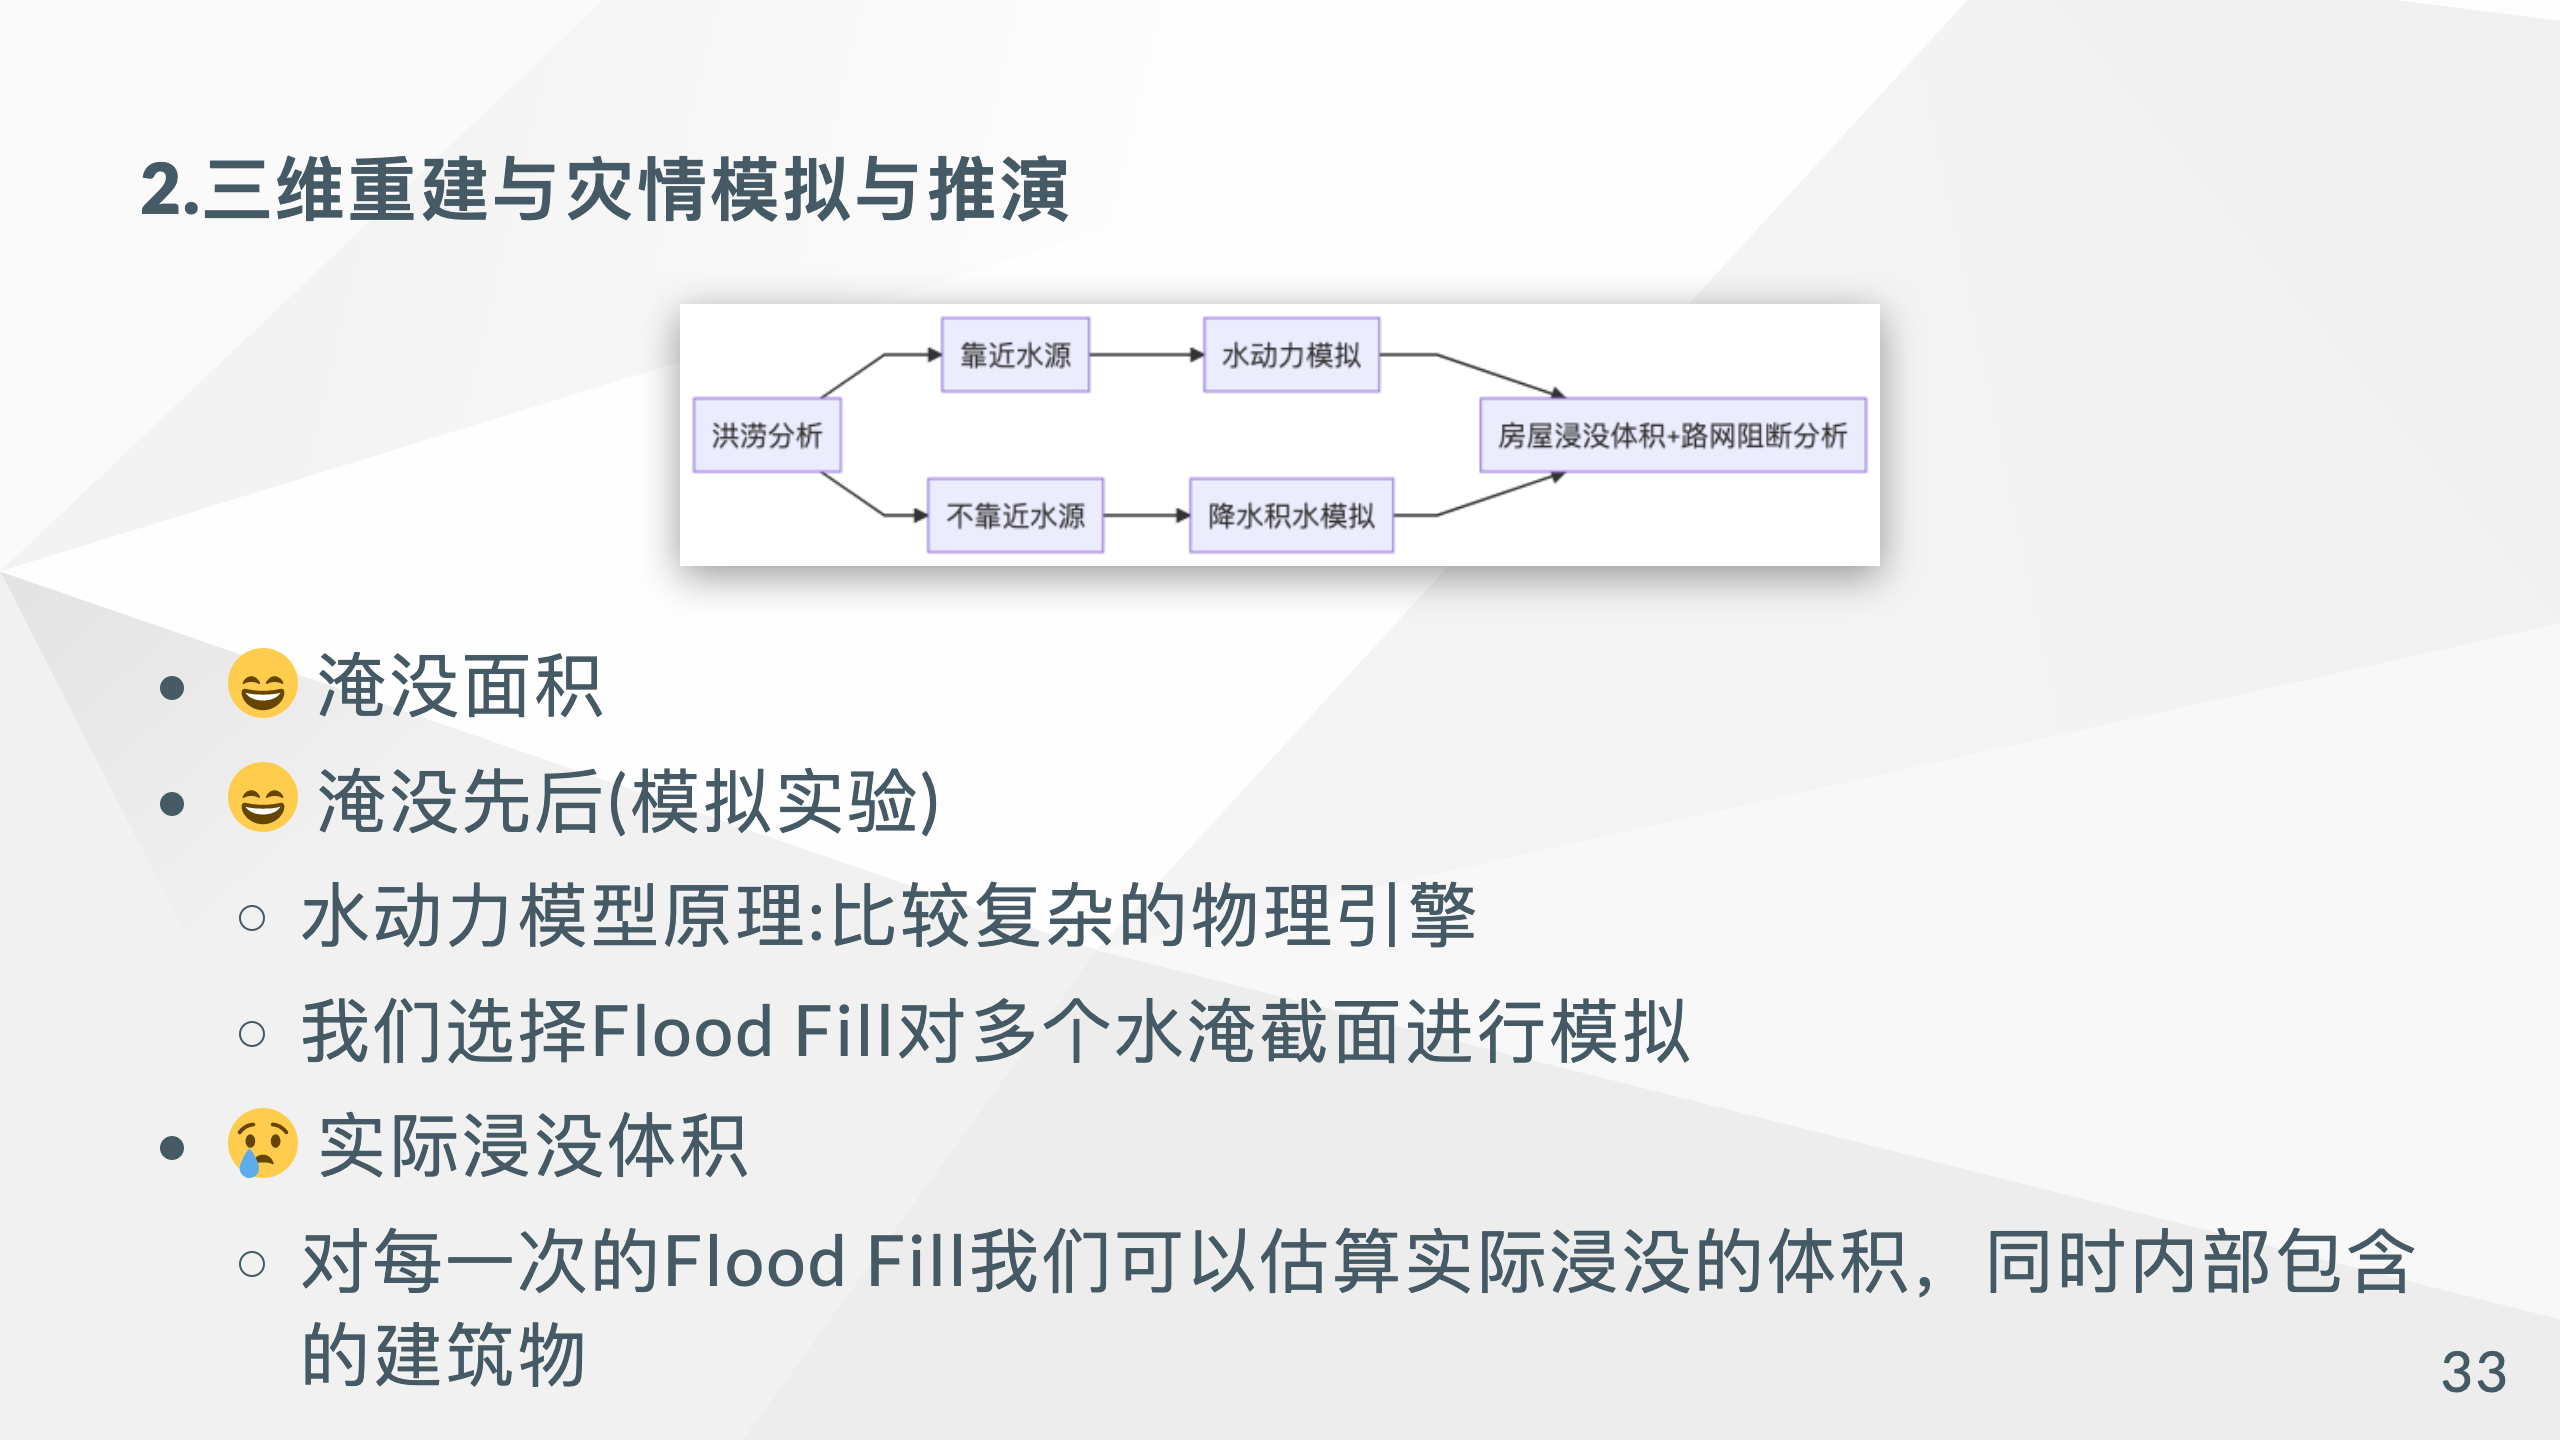 2.三维重建与灾情模拟与推演
靠近水源
水动力模拟
洪涝分析
房屋浸没体积+路网阻断分析
不靠近水源
降水积水模拟
😄 淹没面积
😄 淹没先后(模拟实验)
水动力模型原理:比较复杂的物理引擎
我们选择Flood Fill对多个水淹截面进行模拟
😢 实际浸没体积
对每一次的Flood Fill我们可以估算实际浸没的体积，同时内部包含
的建筑物
33